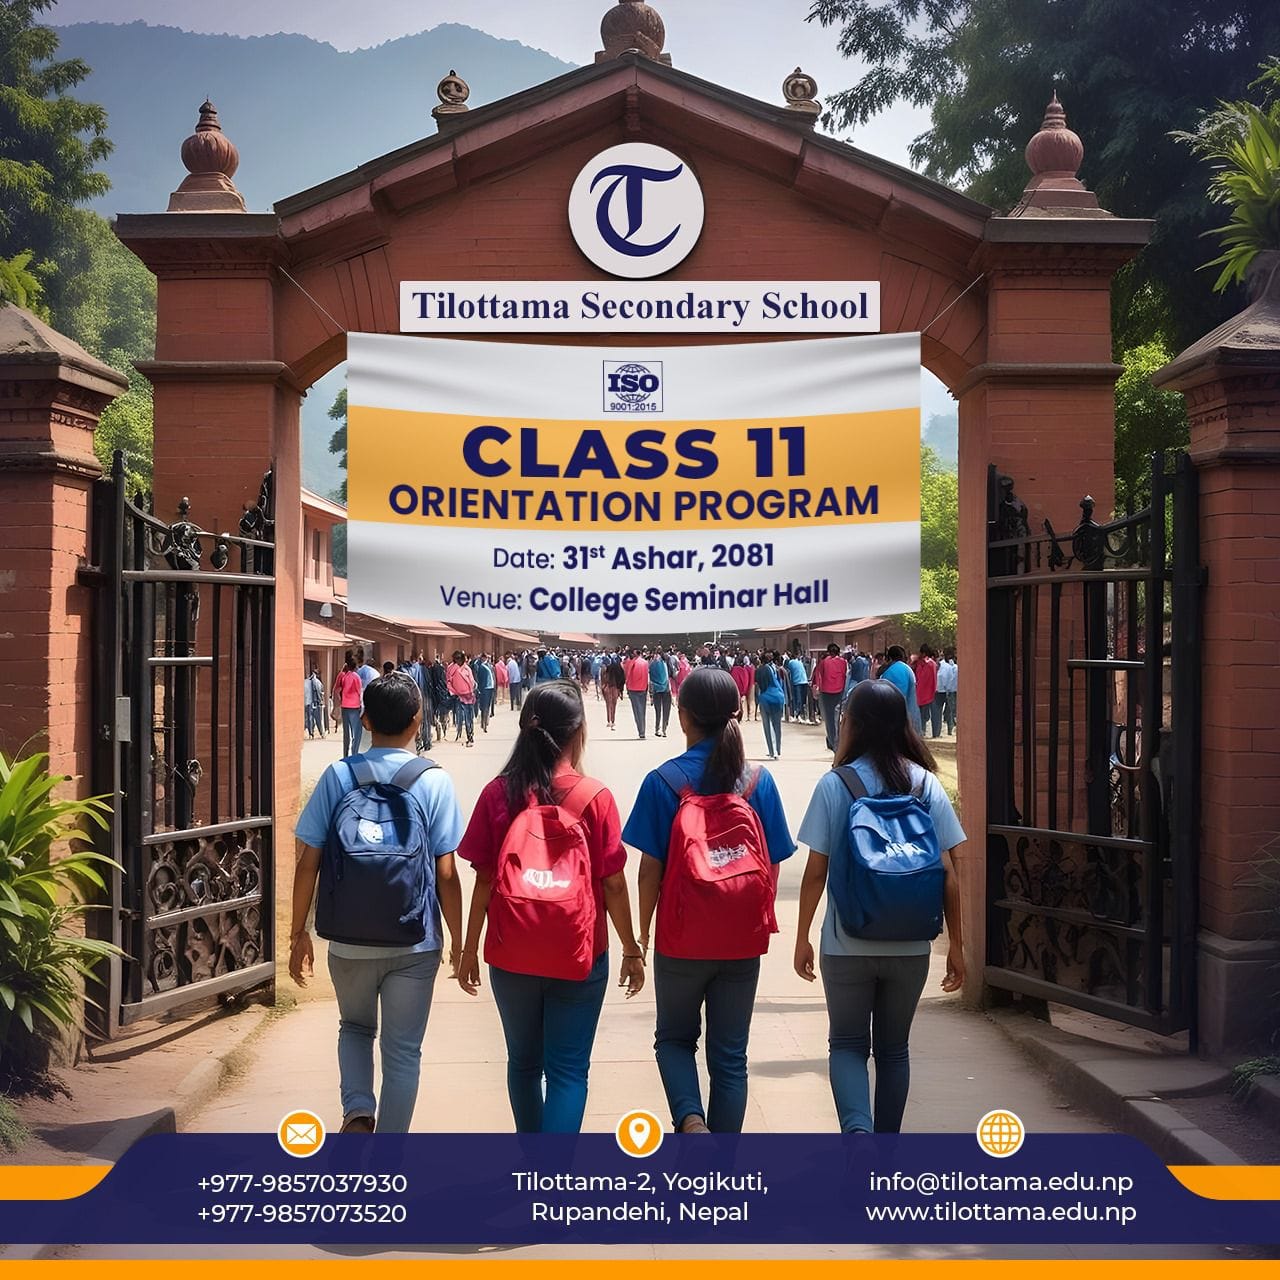 T
Tilottama Secondary School
ISO
9001:2015
CLASS 11
ORIENTATION PROGRAM
Date: 31st Ashar, 2081
Venue: College Seminar Hall
+977-9857037930
+977-9857073520
Tilottama-2, Yogikuti,
Rupandehi, Nepal
info@tilotama.edu.np
www.tilottama.edu.np